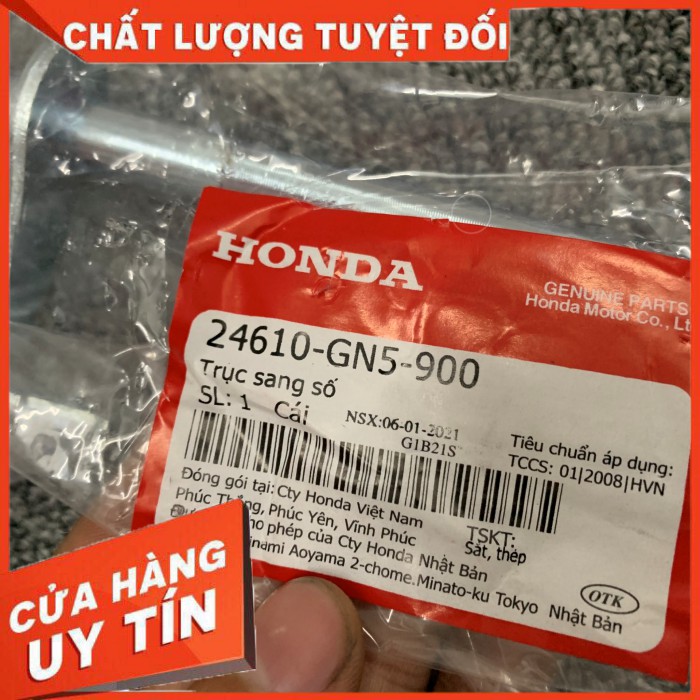 CHẤT LƯỢNG TUYỆT ĐỐI
HONDA
GENUINE PARTS
Honda Motor Co.,
24610-GN5-900
Trục sang số
SL: 1 Cái
NSX:06-01-2021
G1B21S
Tiêu chuẩn áp dụng:
TCCS: 01|2008|HVN
Đóng gói tại: Cty Honda Việt Nam
Phúc Thắng, Phúc Yên, Vĩnh Phúc
TSKT:
Sắt, thép
phép của Cty Honda Nhật Bản
Aoyama 2-chome.Minato-ku Tokyo Nhật Bản
OTK
CỬA HÀNG
UY TÍN